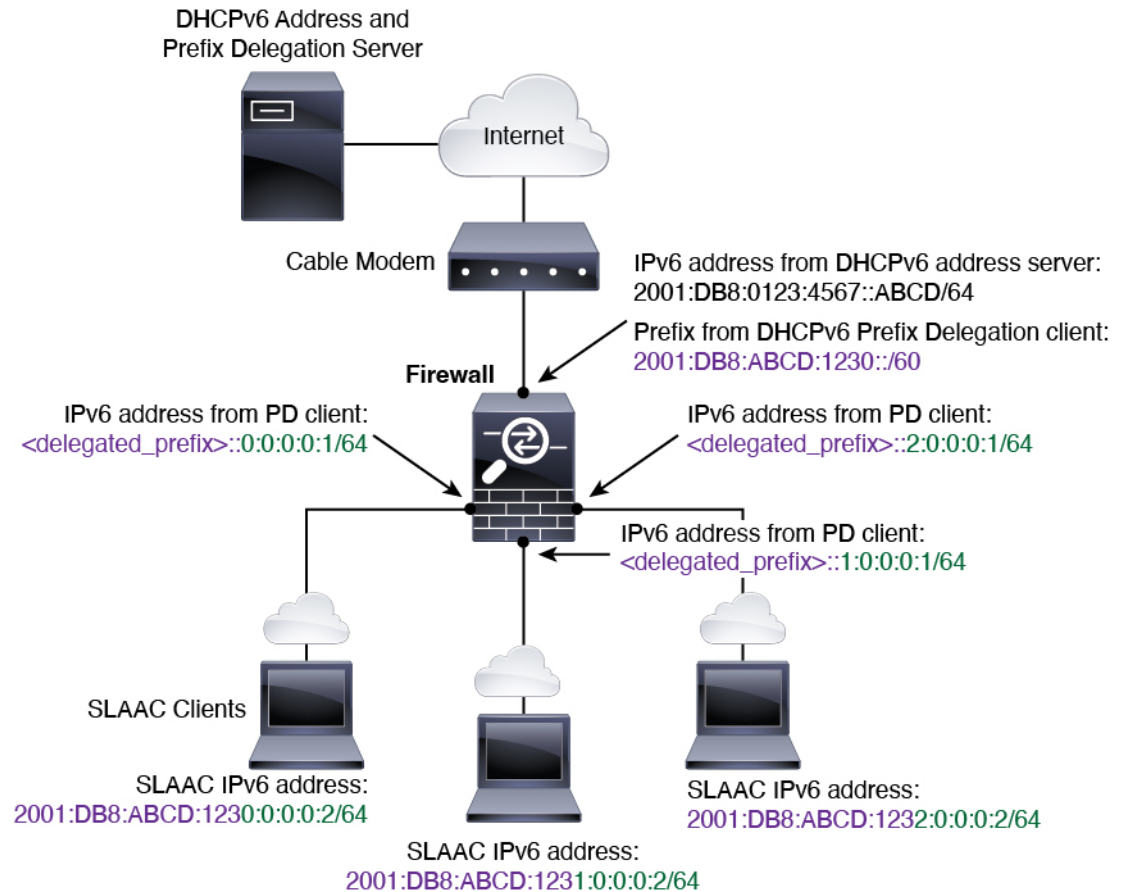 DHCPv6 Address and
Prefix Delegation Server
Internet
Cable Modem
IPv6 address from DHCPv6 address server:
2001:DB8:0123:4567::ABCD/64
Prefix from DHCPv6 Prefix Delegation client:
2001:DB8:ABCD:1230::/60
Firewall
IPv6 address from PD client:
<delegated_prefix>::0:0:0:0:1/64
IPv6 address from PD client:
<delegated_prefix>::2:0:0:0:1/64
IPv6 address from PD client:
<delegated_prefix>::1:0:0:0:1/64
SLAAC Clients
SLAAC IPv6 address:
2001:DB8:ABCD:1230:0:0:0:2/64
SLAAC IPv6 address:
2001:DB8:ABCD:1232:0:0:0:2/64
SLAAC IPv6 address:
2001:DB8:ABCD:1231:0:0:0:2/64